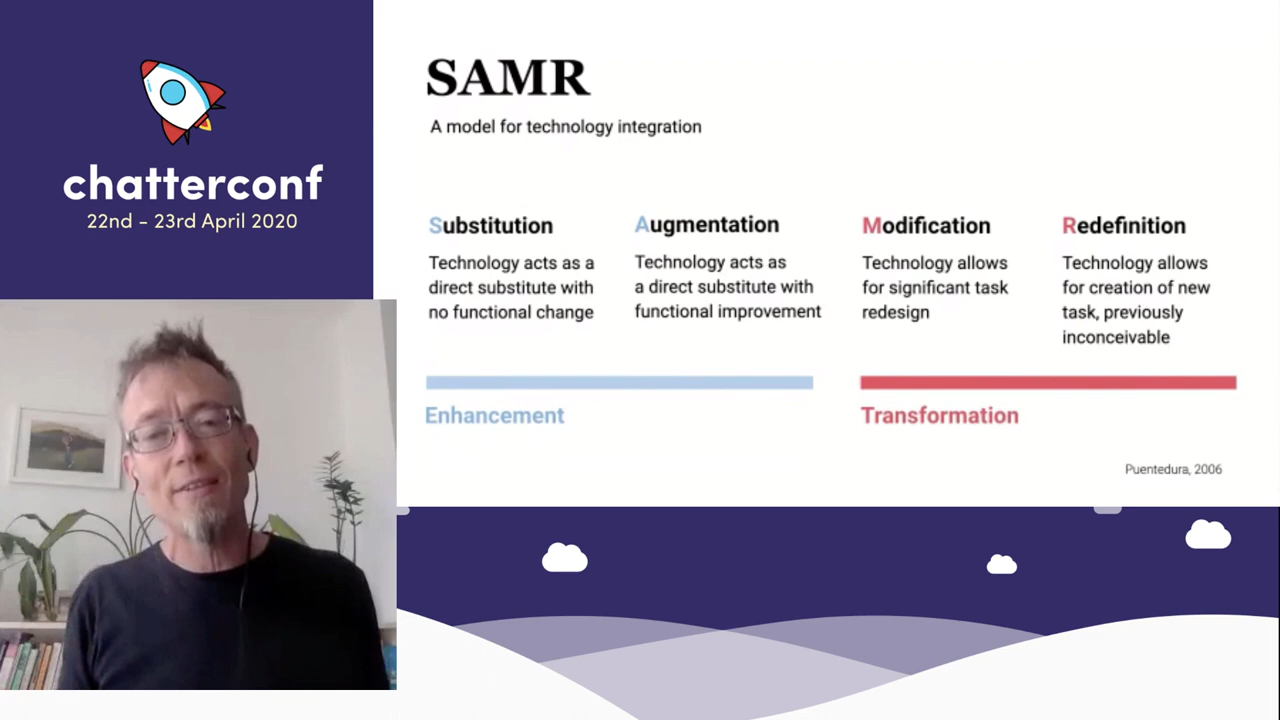 chatterconf
22nd - 23rd April 2020
SAMR
A model for technology integration
Substitution
Technology acts as a
direct substitute with
no functional change
Augmentation
Technology acts as
a direct substitute with
functional improvement
Modification
Technology allows
for significant task
redesign
Redefinition
Technology allows
for creation of new
task, previously
inconceivable
Enhancement
Transformation
Puentedura, 2006